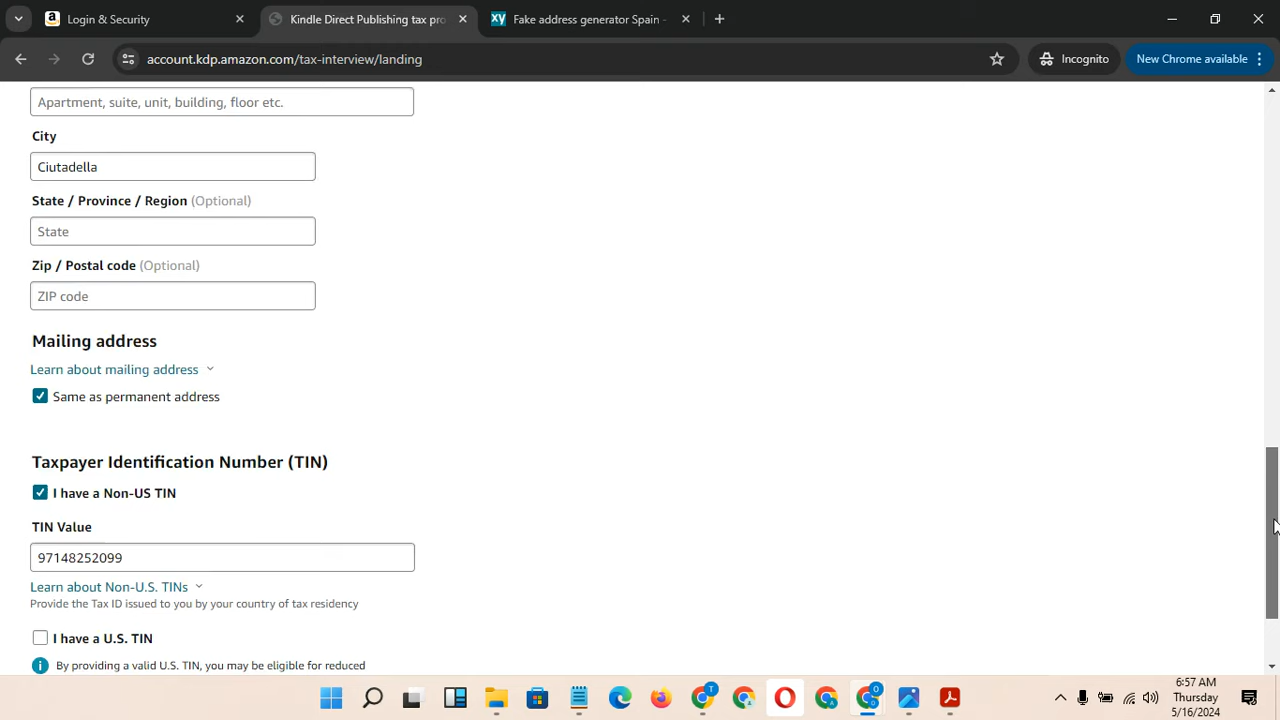 Login & Security
Kindle Direct Publishing tax pro
Fake address generator Spain -
account.kdp.amazon.com/tax-interview/landing
Incognito
New Chrome available
Apartment, suite, unit, building, floor etc.
City
Ciutadella
State / Province / Region (Optional)
State
Zip / Postal code (Optional)
ZIP code
Mailing address
Learn about mailing address
Same as permanent address
Taxpayer Identification Number (TIN)
I have a Non-US TIN
TIN Value
97148252099
Learn about Non-U.S. TINs
Provide the Tax ID issued to you by your country of tax residency
I have a U.S. TIN
By providing a valid U.S. TIN, you may be eligible for reduced
6:57 AM
Thursday
5/16/2024